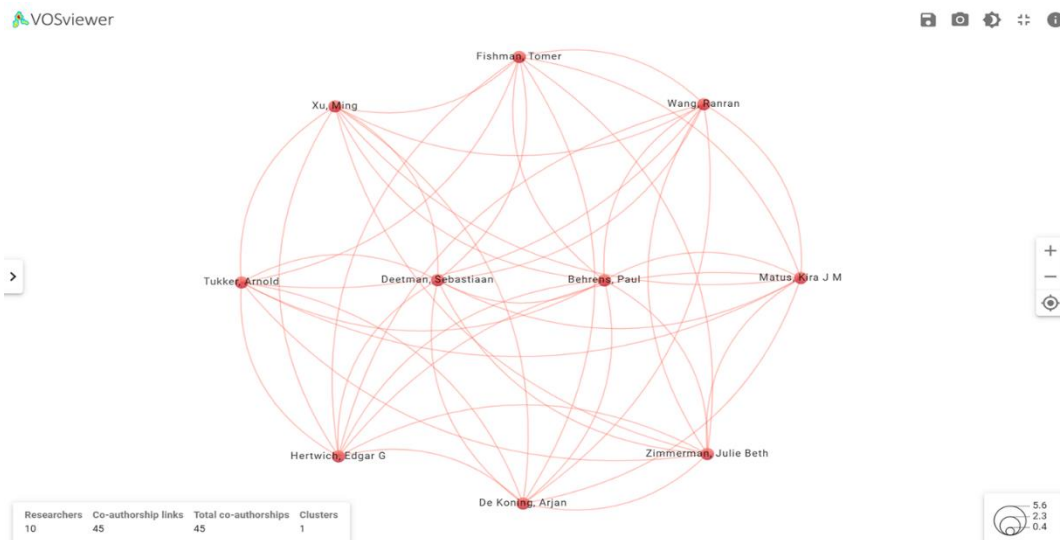 VOSviewer
Fishman, Tomer
Xu, Ming
Wang, Ranran
Tukker, Arnold
Deetman, Sebastiaan
Behrens, Paul
Matus, Kira J M
Hertwich, Edgar G
Zimmerman, Julie Beth
De Koning, Arjan
Researchers Co-authorship links Total co-authorships Clusters
10 45 45 1
5.6
2.3
0.4